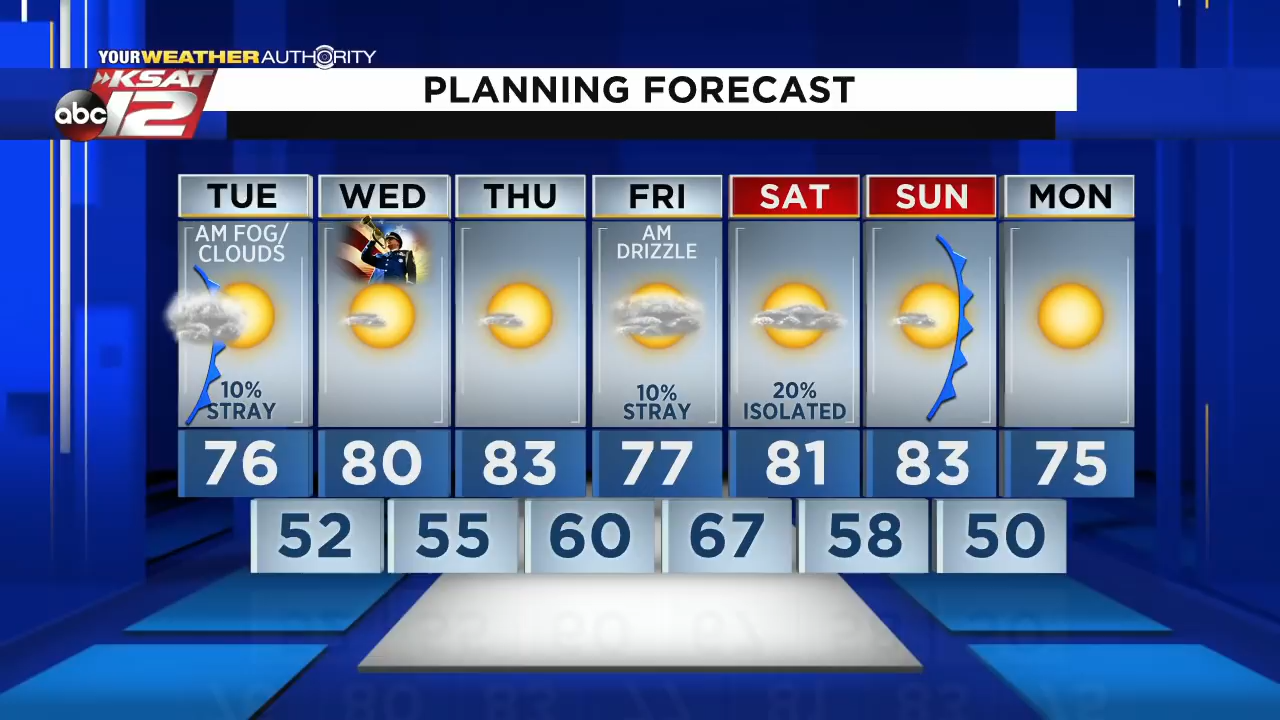 YOURWEATHERAUTHORITY
KSAT
abc 12
PLANNING FORECAST
TUE WED THU FRI SAT SUN MON
AM FOG/
CLOUDS
AM
DRIZZLE
10%
STRAY
10%
STRAY
20%
ISOLATED
76 80 83 77 81 83 75
52 55 60 67 58 50